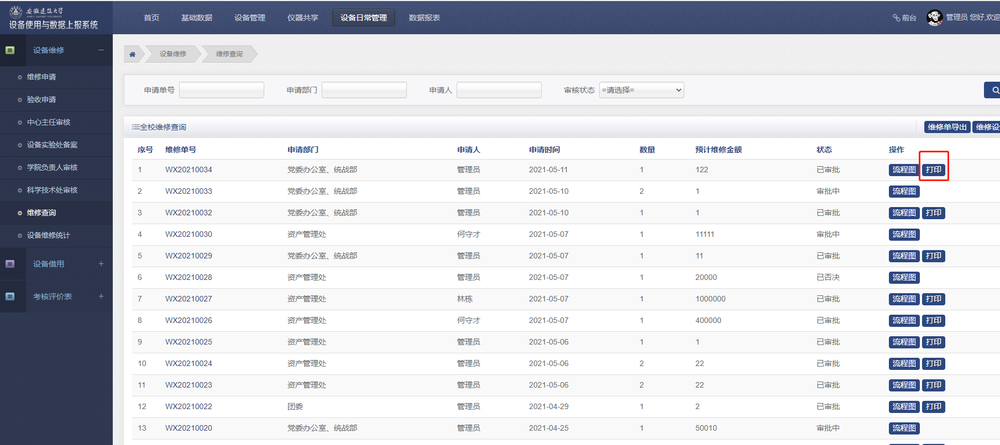 安徽建筑大学
ANHUI JIANZHU UNIVERSITY
设备使用与数据上报系统
首页 基础数据 设备管理 仪器共享 设备日常管理 数据报表
前台 管理员 您好,欢迎
设备维修 −
维修申请
验收申请
中心主任审核
设备实验处备案
学院负责人审核
科学技术处审核
维修查询
设备维修统计
设备借用 +
考核评价表 +
设备维修 维修查询
申请单号 申请部门 申请人 审核状态 =请选择=
全校维修查询 维修单导出 维修设
序号 维修单号 申请部门 申请人 申请时间 数量 预计维修金额 状态 操作
1 WX20210034 党委办公室、统战部 管理员 2021-05-11 1 122 已审批 流程图 打印
2 WX20210033 党委办公室、统战部 管理员 2021-05-10 2 1 审批中 流程图
3 WX20210032 党委办公室、统战部 管理员 2021-05-10 1 1 已审批 流程图 打印
4 WX20210030 资产管理处 何守才 2021-05-07 1 11111 审批中 流程图
5 WX20210029 党委办公室、统战部 管理员 2021-05-07 1 11 已审批 流程图 打印
6 WX20210028 资产管理处 管理员 2021-05-07 1 20000 已否决 流程图
7 WX20210027 资产管理处 林栋 2021-05-07 1 1000000 已审批 流程图 打印
8 WX20210026 资产管理处 何守才 2021-05-07 1 400000 已审批 流程图 打印
9 WX20210025 资产管理处 管理员 2021-05-06 1 1 已审批 流程图 打印
10 WX20210024 资产管理处 管理员 2021-05-06 2 22 已审批 流程图 打印
11 WX20210023 资产管理处 管理员 2021-05-06 2 22 已审批 流程图 打印
12 WX20210022 团委 管理员 2021-04-29 1 2 已审批 流程图 打印
13 WX20210020 党委办公室、统战部 管理员 2021-04-25 1 50010 审批中 流程图